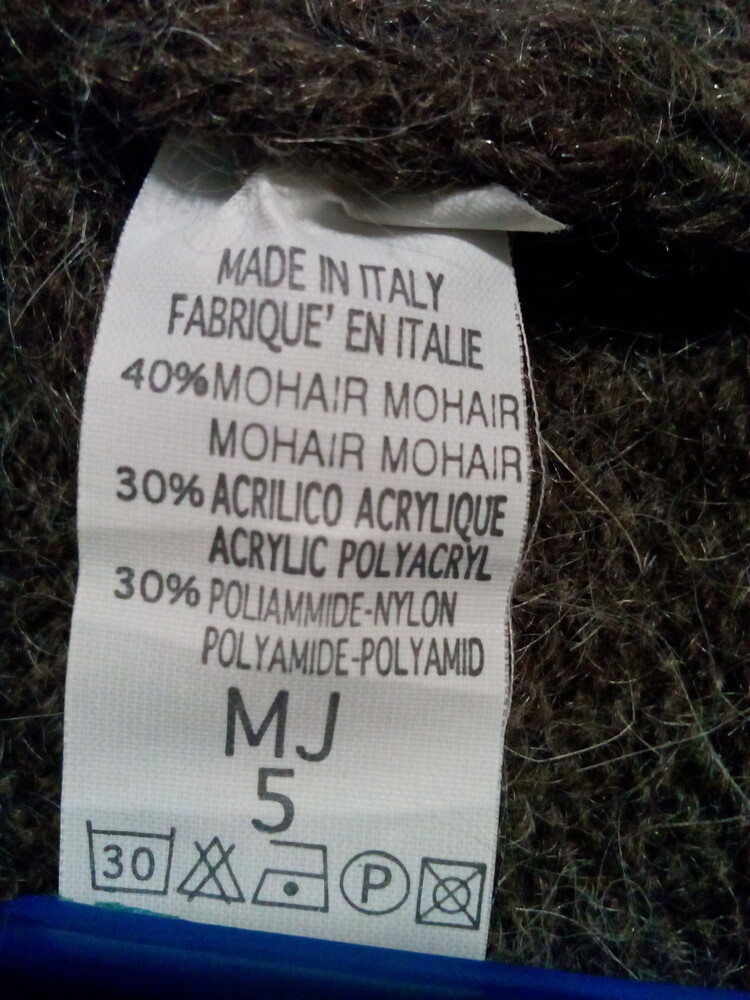 MADE IN ITALY
FABRIQUE' EN ITALIE
40% MOHAIR MOHAIR
MOHAIR MOHAIR
30% ACRILICO ACRYLIQUE
ACRYLIC POLYACRYL
30% POLIAMMIDE-NYLON
POLYAMIDE-POLYAMID
MJ
5
30 P